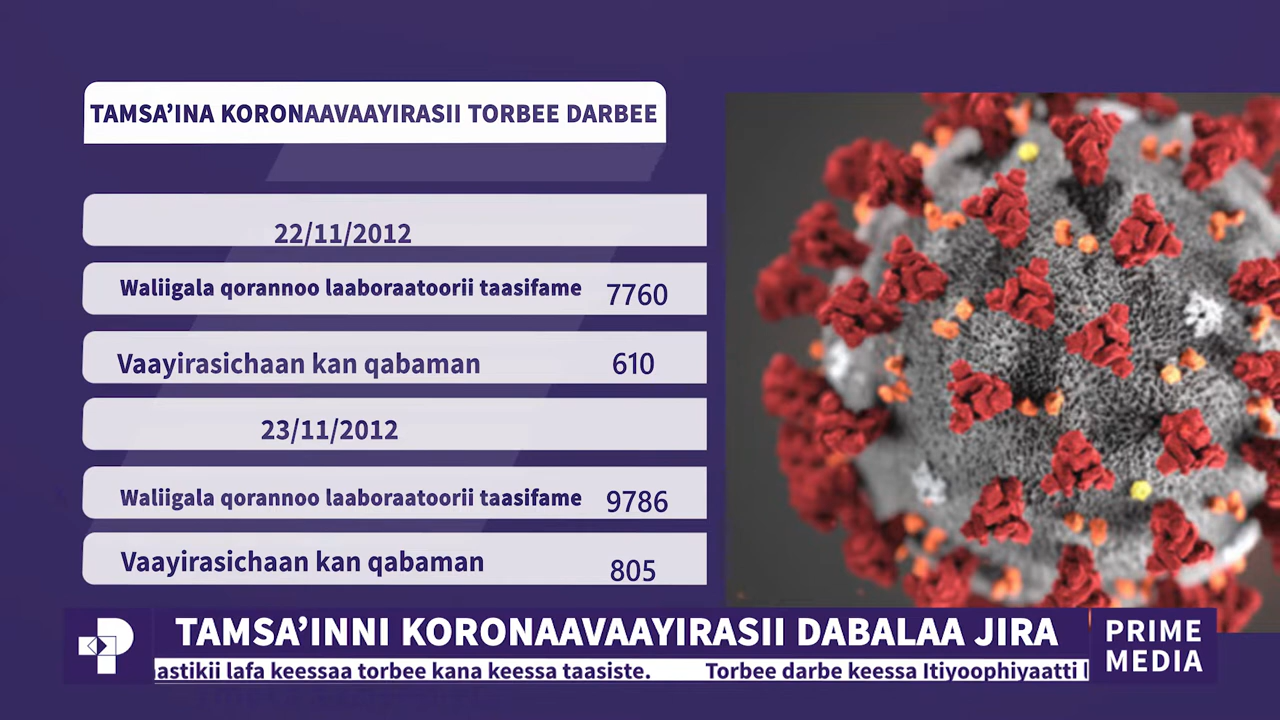 TAMSA'INA KORONAAVAAYIRASII TORBEE DARBEE
22/11/2012
Waliigala qorannoo laaboraatoorii taasifame 7760
Vaayirasichaan kan qabaman 610
23/11/2012
Waliigala qorannoo laaboraatoorii taasifame 9786
Vaayirasichaan kan qabaman 805
TAMSA'INNI KORONAAVAAYIRASII DABALAA JIRA
PRIME
MEDIA
astikii lafa keessaa torbee kana keessa taasiste. Torbee darbe keessa Itiyoophiyaatti